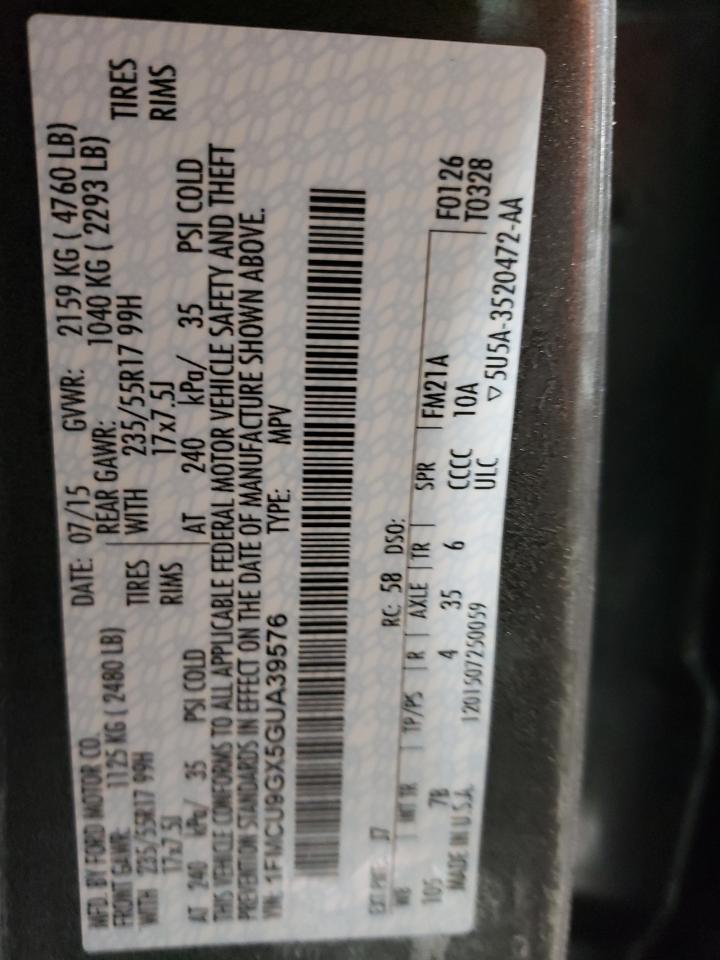 MFD. BY FORD MOTOR CO.
DATE: 07/15 GVWR: 2159 KG ( 4760 LB)
FRONT GAWR: 1125 KG ( 2480 LB)
REAR GAWR: 1040 KG ( 2293 LB)
WITH 235/55R17 99H TIRES
WITH 235/55R17 99H TIRES
17x7.5J RIMS
17x7.5J RIMS
AT 240 kPa/ 35 PSI COLD
AT 240 kPa/ 35 PSI COLD
THIS VEHICLE CONFORMS TO ALL APPLICABLE FEDERAL MOTOR VEHICLE SAFETY AND THEFT
PREVENTION STANDARDS IN EFFECT ON THE DATE OF MANUFACTURE SHOWN ABOVE.
VIN: 1FMCU9GX5GUA39576 TYPE: MPV
EXT PNT: J7 RC: 58 DSO:
WB | INT TR | TP/PS | R | AXLE | TR | SPR | FM21A F0126
105 7B 4 35 6 CCCC 10A T0328
MADE IN U.S.A. 1201507250059 ULC
▽5U5A-3520472-AA